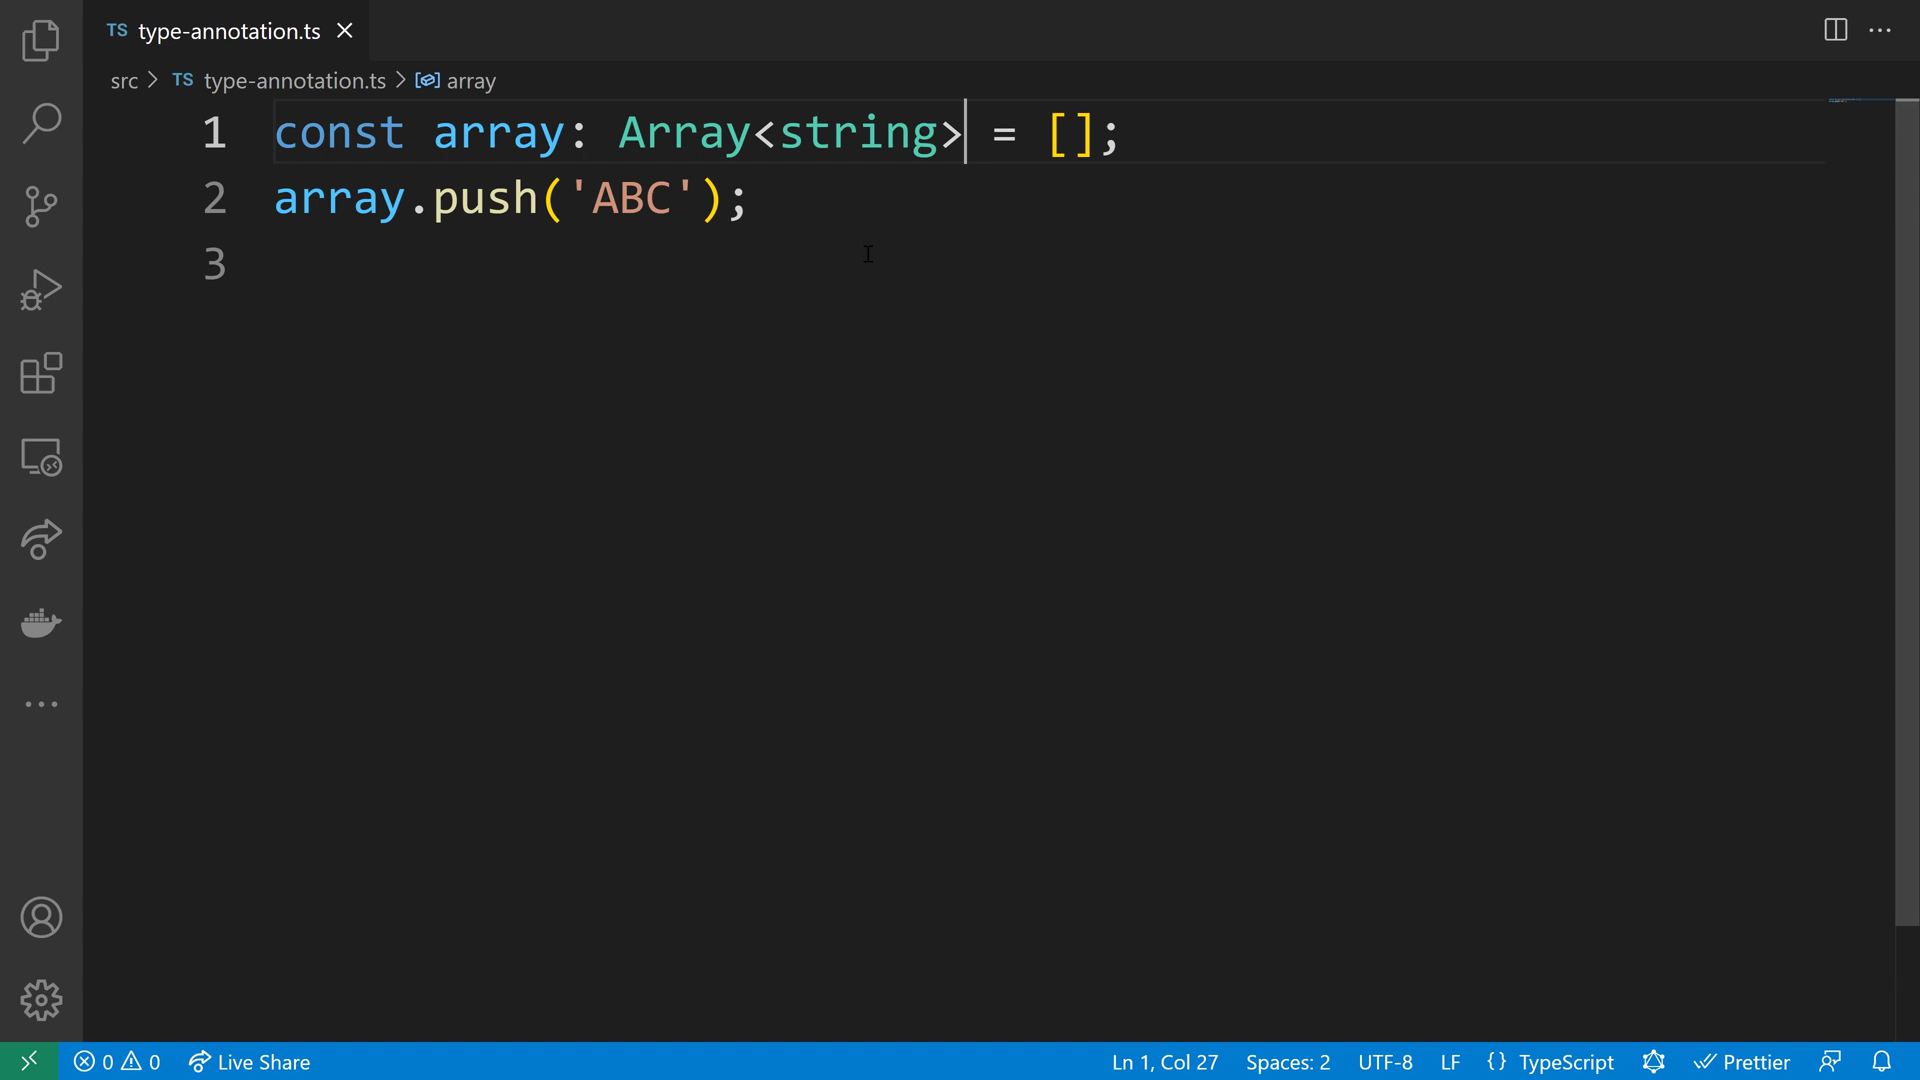 TS type-annotation.ts
src > TS type-annotation.ts > array
1 const array: Array<string> = [];
2 array.push('ABC');
3
0 0 Live Share Ln 1, Col 27 Spaces: 2 UTF-8 LF {} TypeScript Prettier